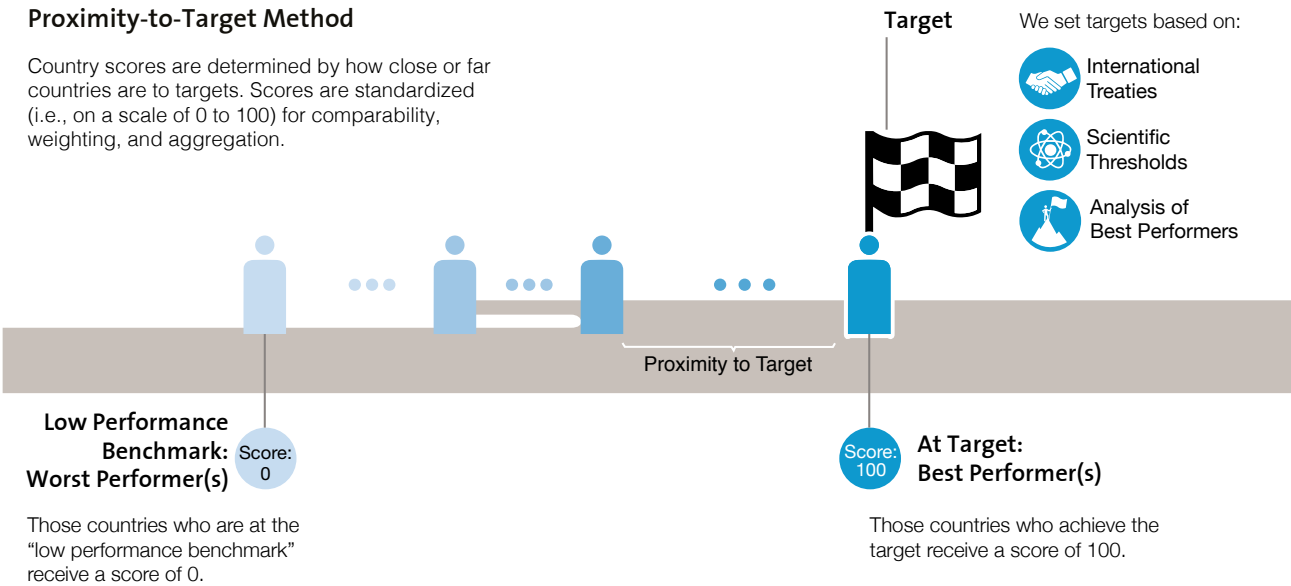 Proximity-to-Target Method
Country scores are determined by how close or far
countries are to targets. Scores are standardized
(i.e., on a scale of 0 to 100) for comparability,
weighting, and aggregation.
Target
We set targets based on:
International
Treaties
Scientific
Thresholds
Analysis of
Best Performers
Proximity to Target
Low Performance
Benchmark:
Worst Performer(s)
Score:
0
Those countries who are at the
“low performance benchmark”
receive a score of 0.
Score:
100
At Target:
Best Performer(s)
Those countries who achieve the
target receive a score of 100.